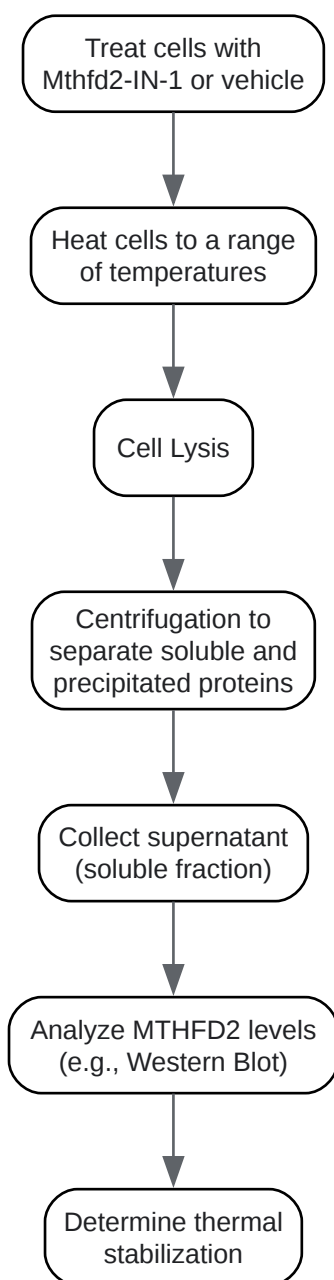 Treat cells with
Mthfd2-IN-1 or vehicle
Heat cells to a range
of temperatures
Cell Lysis
Centrifugation to
separate soluble and
precipitated proteins
Collect supernatant
(soluble fraction)
Analyze MTHFD2 levels
(e.g., Western Blot)
Determine thermal
stabilization